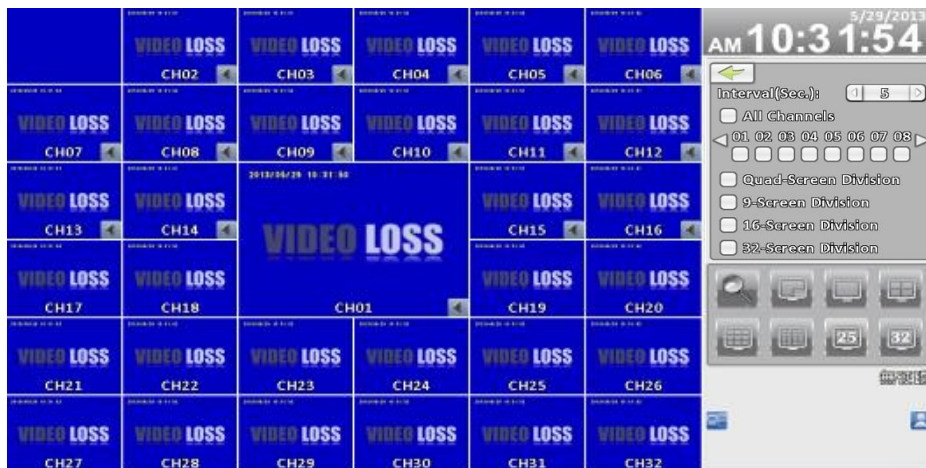 5/29/2013
AM 10:31:54
VIDEO LOSS VIDEO LOSS VIDEO LOSS VIDEO LOSS VIDEO LOSS
CH02 CH03 CH04 CH05 CH06
VIDEO LOSS VIDEO LOSS VIDEO LOSS VIDEO LOSS VIDEO LOSS VIDEO LOSS
CH07 CH08 CH09 CH10 CH11 CH12
VIDEO LOSS VIDEO LOSS VIDEO LOSS VIDEO LOSS
CH13 CH14 CH15 CH16
VIDEO LOSS
CH01
VIDEO LOSS VIDEO LOSS VIDEO LOSS VIDEO LOSS
CH17 CH18 CH19 CH20
VIDEO LOSS VIDEO LOSS VIDEO LOSS VIDEO LOSS VIDEO LOSS VIDEO LOSS
CH21 CH22 CH23 CH24 CH25 CH26
VIDEO LOSS VIDEO LOSS VIDEO LOSS VIDEO LOSS VIDEO LOSS VIDEO LOSS
CH27 CH28 CH29 CH30 CH31 CH32
Interval(Sec.): 5
All Channels
01 02 03 04 05 06 07 08
Quad-Screen Division
9-Screen Division
16-Screen Division
32-Screen Division
25 32